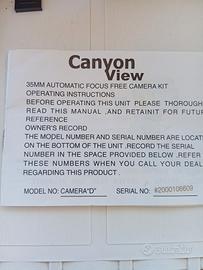 Canyon
View
35MM AUTOMATIC FOCUS FREE CAMERA KIT
OPERATING INSTRUCTIONS
BEFORE OPERATING THIS UNIT PLEASE THOROUGH
READ THIS MANUAL ,AND RETAINIT FOR FUTUR
REFERENCE
OWNER'S RECORD
THE MODEL NUMBER AND SERIAL NUMBER ARE LOCATE
ON THE BOTTOM OF THE UNIT .RECORD THE SERIAL
NUMBER IN THE SPACE PROVIDED BELOW .REFER
THESE NUMBERS WHEN YOU CALL YOUR DEAL
REGARDING THIS PRODUCT .
MODEL NO: CAMERA"D" SERIAL NO: #2000108609
subito